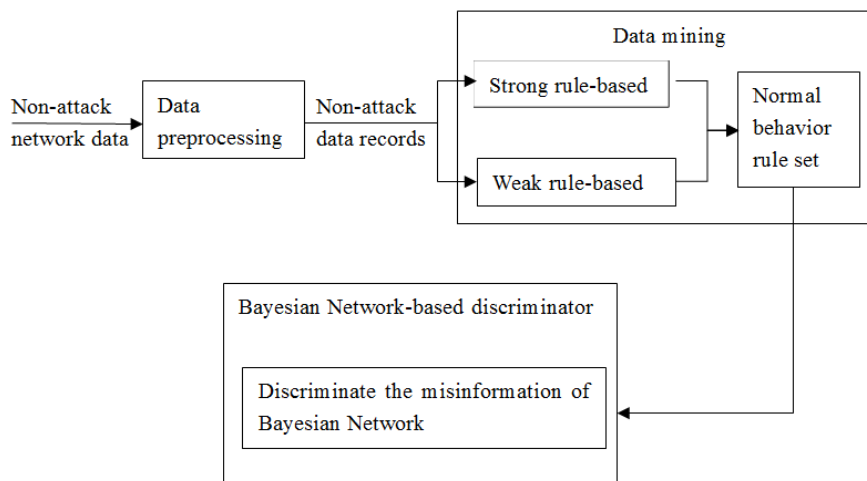 Data mining
Non-attack
network data
Data
preprocessing
Non-attack
data records
Strong rule-based
Weak rule-based
Normal
behavior
rule set
Bayesian Network-based discriminator
Discriminate the misinformation of
Bayesian Network